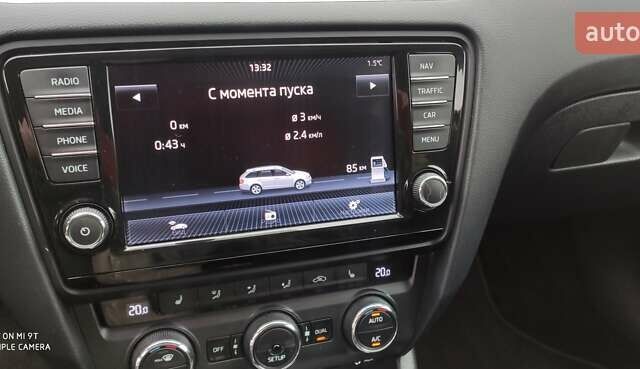 auto
13:32
1.5°C
С момента пуска
0 км
ø 3 км/ч
0:43 ч
ø 2.4 км/л
85 км
RADIO
MEDIA
PHONE
VOICE
NAV
TRAFFIC
CAR
MENU
20.0
20.0
OFF
SETUP
DUAL
AUTO
A/C
ON MI 9T
PLE CAMERA